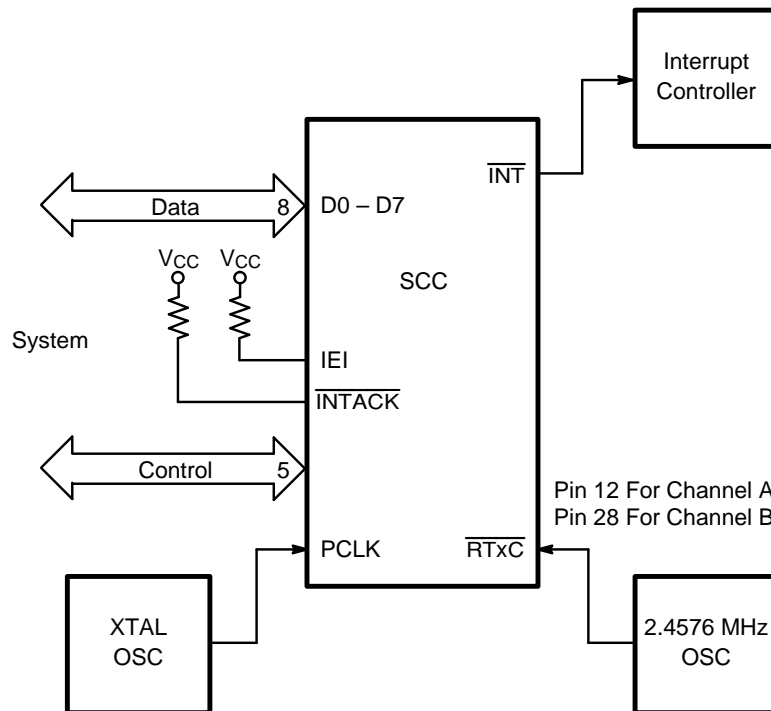 Interrupt
Controller
INT
Data 8
D0 – D7
VCC VCC
SCC
System
IEI
INTACK
Control 5
Pin 12 For Channel A
Pin 28 For Channel B
PCLK
RTxC
XTAL
OSC
2.4576 MHz
OSC